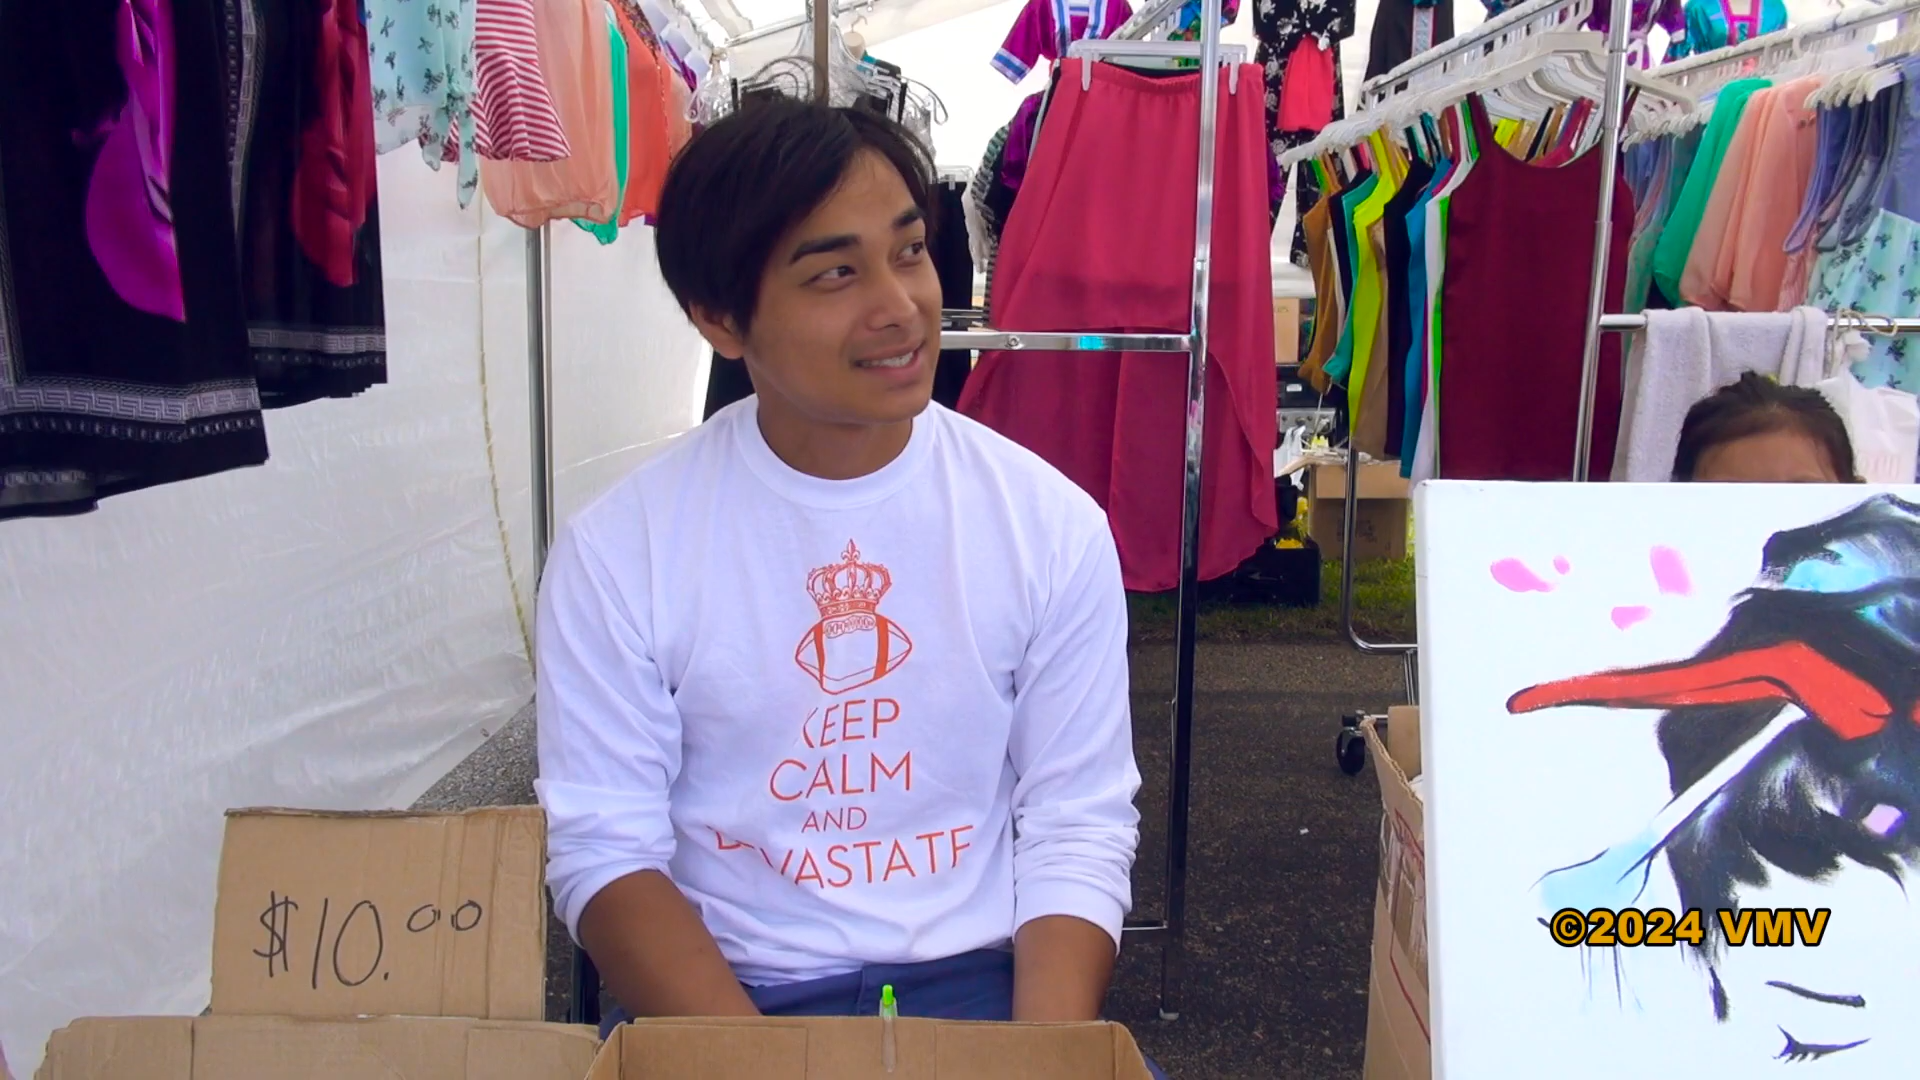 KEEP
CALM
AND
DEVASTATE
$10.00
©2024 VMV